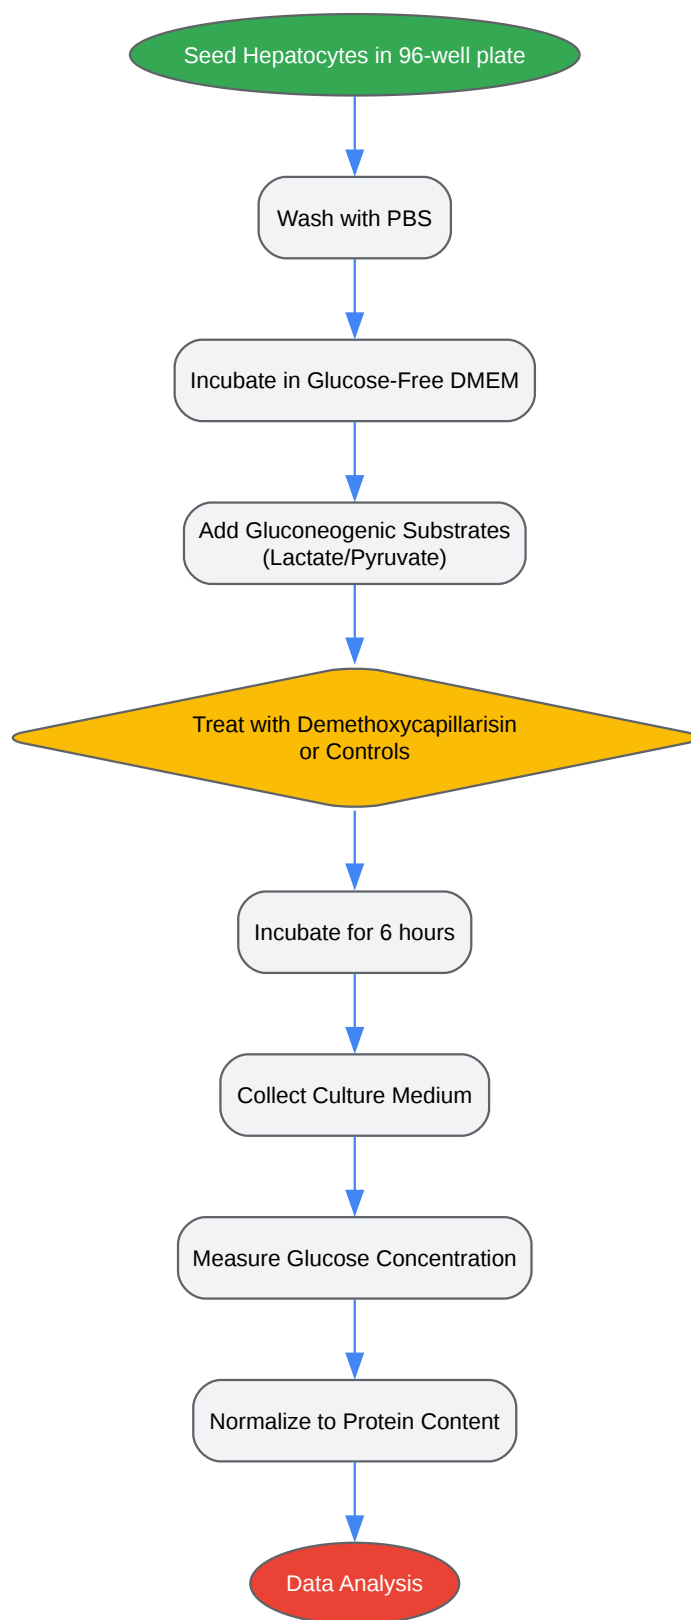 Seed Hepatocytes in 96-well plate
Wash with PBS
Incubate in Glucose-Free DMEM
Add Gluconeogenic Substrates
(Lactate/Pyruvate)
Treat with Demethoxycapillarisin
or Controls
Incubate for 6 hours
Collect Culture Medium
Measure Glucose Concentration
Normalize to Protein Content
Data Analysis